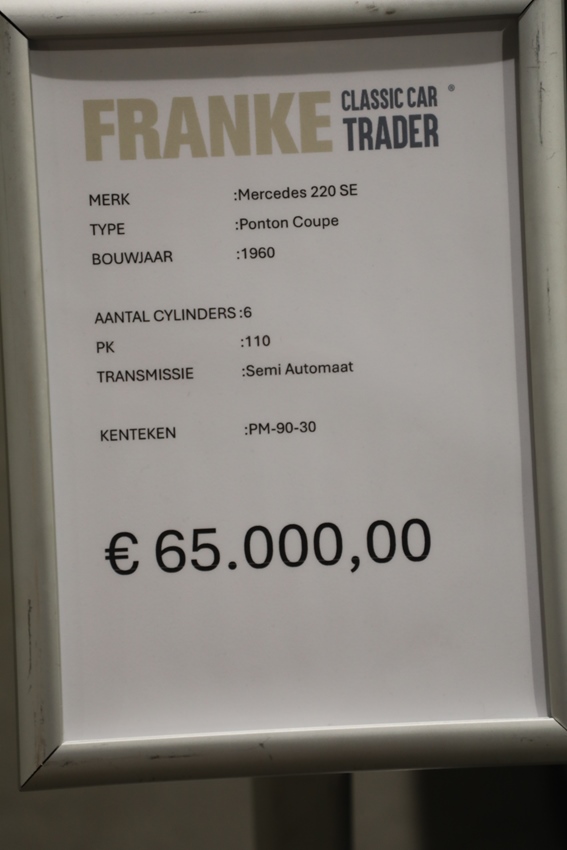 FRANKE CLASSIC CAR TRADER
MERK :Mercedes 220 SE
TYPE :Ponton Coupe
BOUWJAAR :1960
AANTAL CYLINDERS :6
PK :110
TRANSMISSIE :Semi Automaat
KENTEKEN :PM-90-30
€ 65.000,00